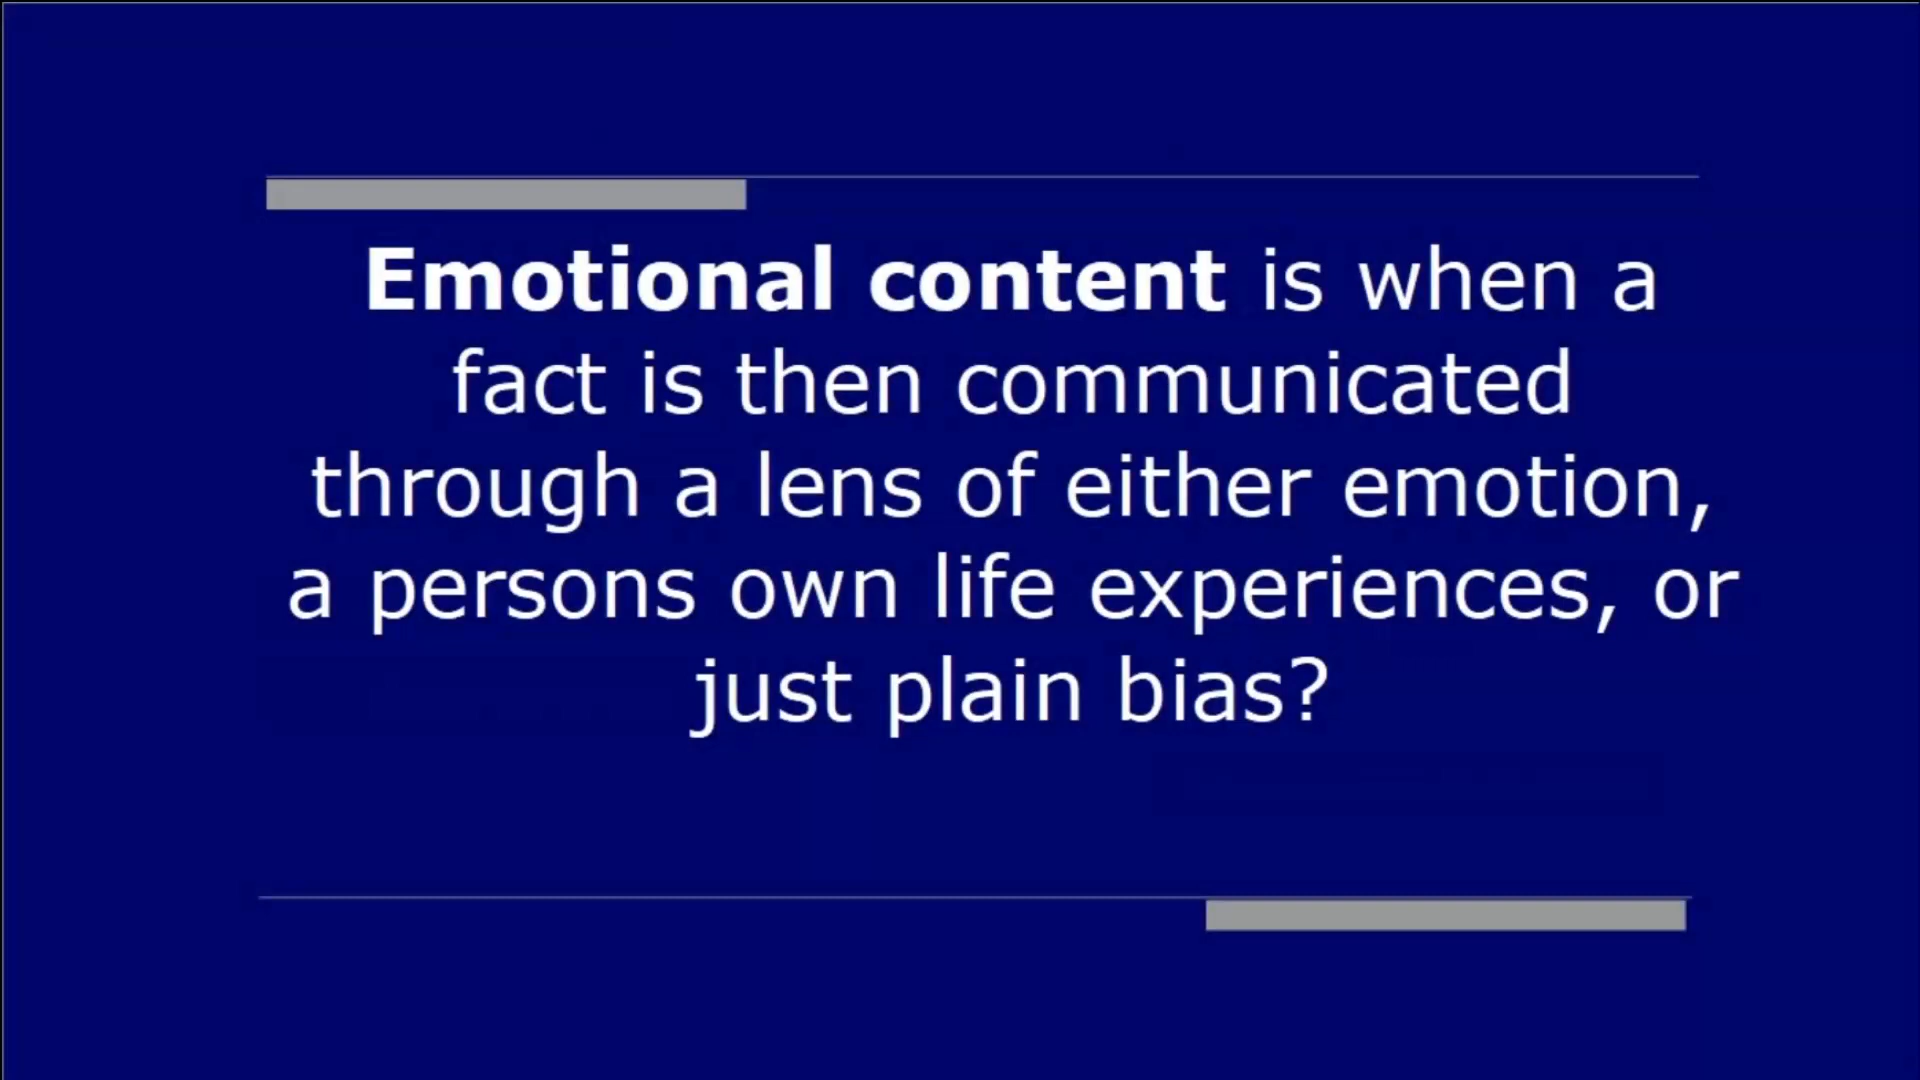 Emotional content is when a
fact is then communicated
through a lens of either emotion,
a persons own life experiences, or
just plain bias?